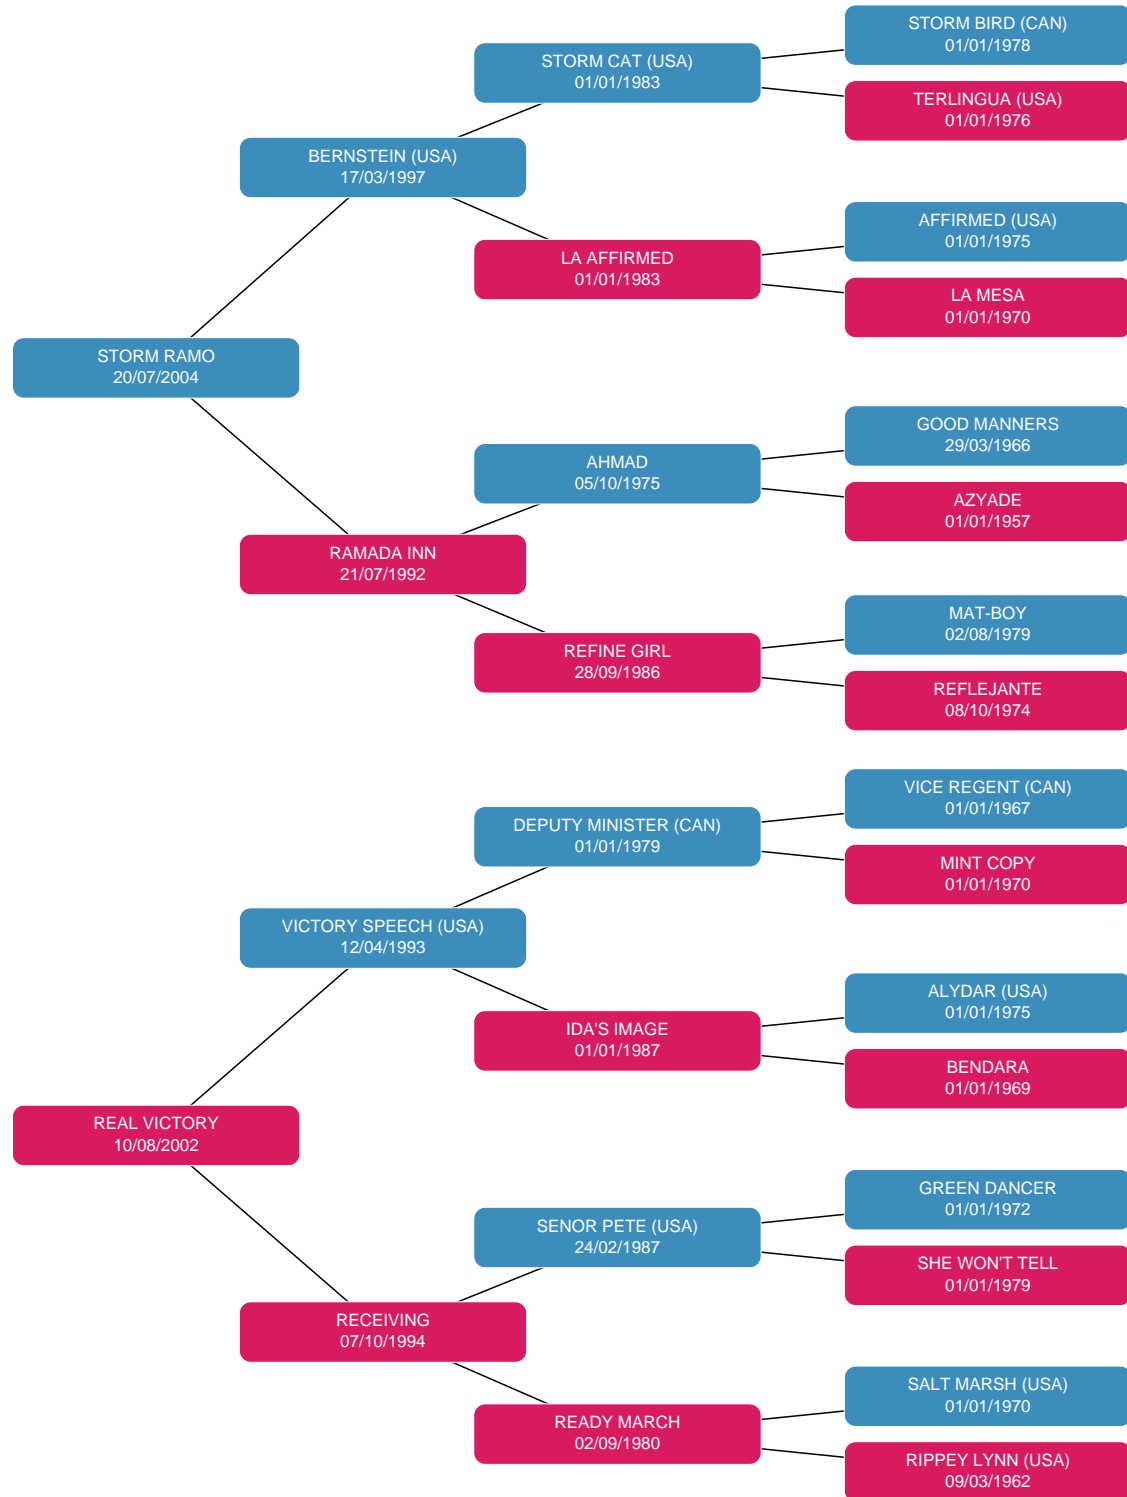 STORM BIRD (CAN)
01/01/1978
STORM CAT (USA)
01/01/1983
TERLINGUA (USA)
01/01/1976
BERNSTEIN (USA)
17/03/1997
AFFIRMED (USA)
01/01/1975
LA AFFIRMED
01/01/1983
LA MESA
01/01/1970
STORM RAMO
20/07/2004
GOOD MANNERS
29/03/1966
AHMAD
05/10/1975
AZYADE
01/01/1957
RAMADA INN
21/07/1992
MAT-BOY
02/08/1979
REFINE GIRL
28/09/1986
REFLEJANTE
08/10/1974
VICE REGENT (CAN)
01/01/1967
DEPUTY MINISTER (CAN)
01/01/1979
MINT COPY
01/01/1970
VICTORY SPEECH (USA)
12/04/1993
ALYDAR (USA)
01/01/1975
IDA'S IMAGE
01/01/1987
BENDARA
01/01/1969
REAL VICTORY
10/08/2002
GREEN DANCER
01/01/1972
SENOR PETE (USA)
24/02/1987
SHE WON'T TELL
01/01/1979
RECEIVING
07/10/1994
SALT MARSH (USA)
01/01/1970
READY MARCH
02/09/1980
RIPPEY LYNN (USA)
09/03/1962